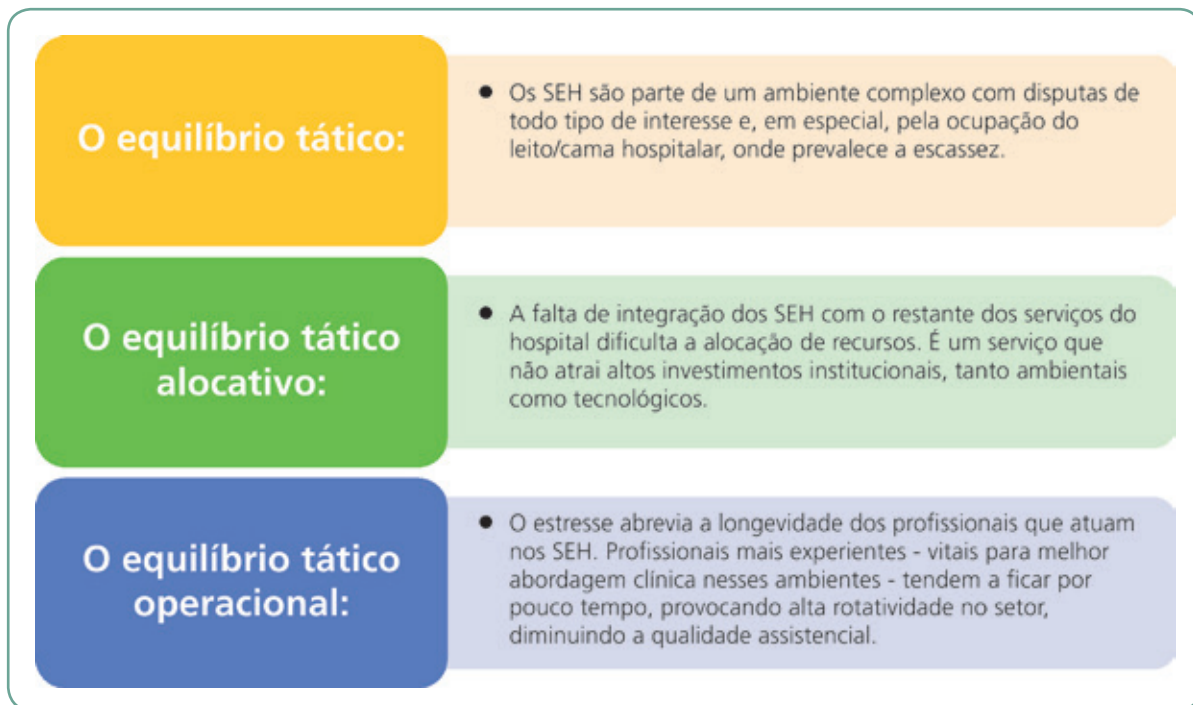 O equilíbrio tático:
● Os SEH são parte de um ambiente complexo com disputas de
todo tipo de interesse e, em especial, pela ocupação do
leito/cama hospitalar, onde prevalece a escassez.
O equilíbrio tático
alocativo:
● A falta de integração dos SEH com o restante dos serviços do
hospital dificulta a alocação de recursos. É um serviço que
não atrai altos investimentos institucionais, tanto ambientais
como tecnológicos.
O equilíbrio tático
operacional:
● O estresse abrevia a longevidade dos profissionais que atuam
nos SEH. Profissionais mais experientes - vitais para melhor
abordagem clínica nesses ambientes - tendem a ficar por
pouco tempo, provocando alta rotatividade no setor,
diminuindo a qualidade assistencial.